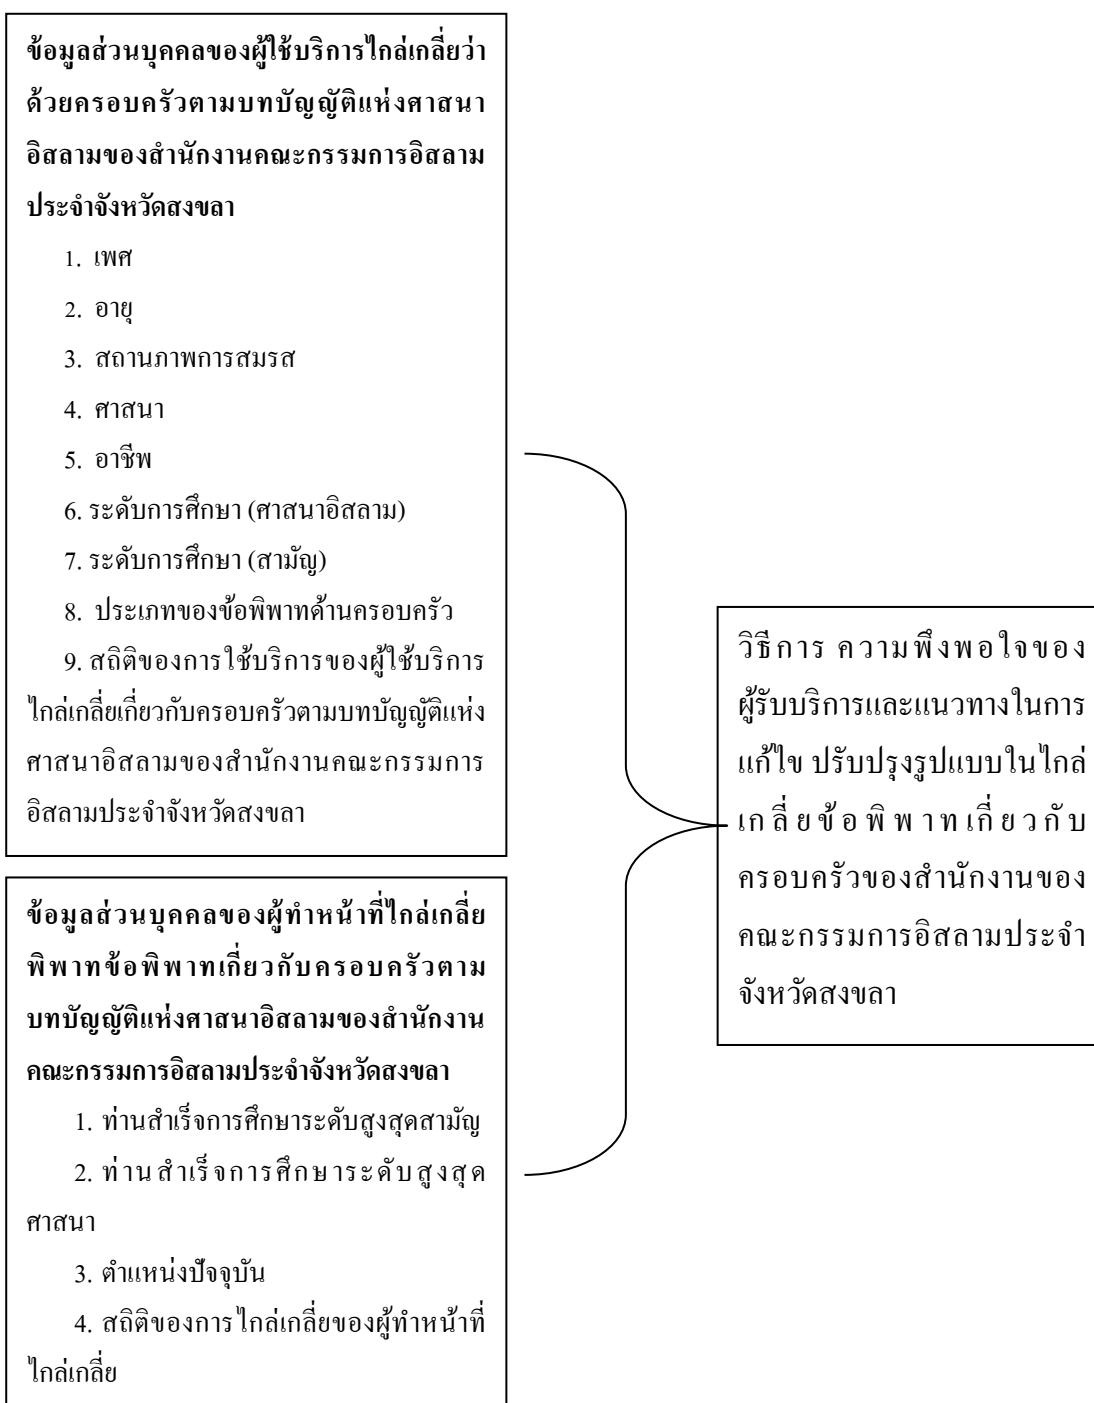 ข้อมูลส่วนบุคคลของผู้ใช้บริการไกล่เกลี่ยว่า
ด้วยครอบครัวตามบทบัญญัติแห่งศาสนา
อิสลามของสำนักงานคณะกรรมการอิสลาม
ประจำจังหวัดสงขลา
1. เพศ
2. อายุ
3. สถานภาพการสมรส
4. ศาสนา
5. อาชีพ
6. ระดับการศึกษา (ศาสนาอิสลาม)
7. ระดับการศึกษา (สามัญ)
8. ประเภทของข้อพิพาทด้านครอบครัว
9. สถิติของการใช้บริการของผู้ใช้บริการ
ไกล่เกลี่ยเกี่ยวกับครอบครัวตามบทบัญญัติแห่ง
ศาสนาอิสลามของสำนักงานคณะกรรมการ
อิสลามประจำจังหวัดสงขลา
ข้อมูลส่วนบุคคลของผู้ทำหน้าที่ไกล่เกลี่ย
พิพาทข้อพิพาทเกี่ยวกับครอบครัวตาม
บทบัญญัติแห่งศาสนาอิสลามของสำนักงาน
คณะกรรมการอิสลามประจำจังหวัดสงขลา
1. ท่านสำเร็จการศึกษาระดับสูงสุดสามัญ
2. ท่านสำเร็จการศึกษาระดับสูงสุด
ศาสนา
3. ตำแหน่งปัจจุบัน
4. สถิติของการไกล่เกลี่ยของผู้ทำหน้าที่
ไกล่เกลี่ย
วิธีการ ความพึงพอใจของ
ผู้รับบริการและแนวทางในการ
แก้ไข ปรับปรุงรูปแบบในไกล่
เกลี่ยข้อพิพาทเกี่ยวกับ
ครอบครัวของสำนักงานของ
คณะกรรมการอิสลามประจำ
จังหวัดสงขลา